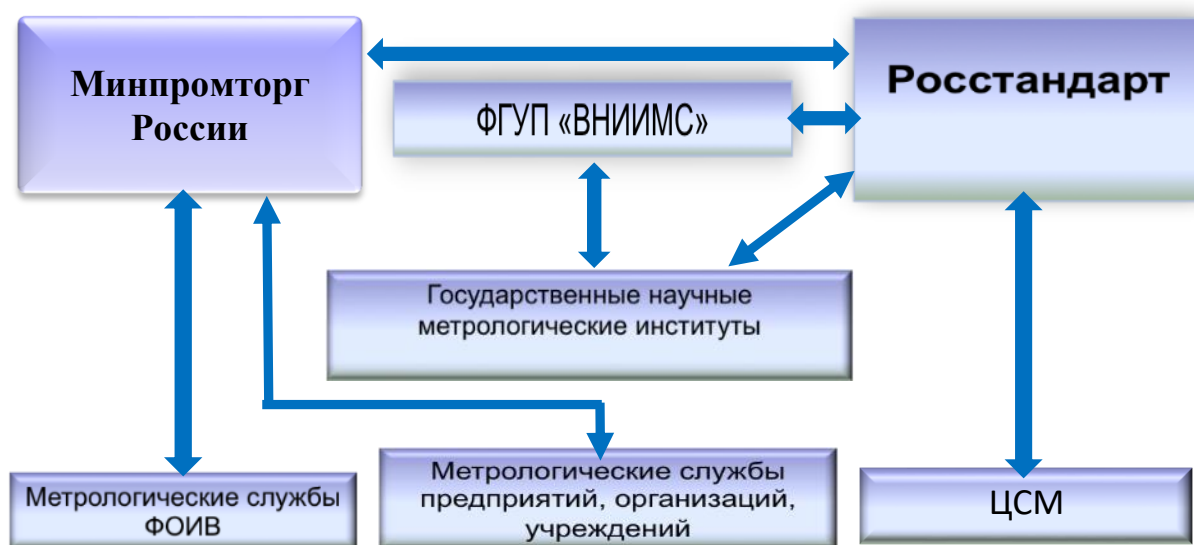 Минпромторг
России
ФГУП «ВНИИМС»
Росстандарт
Государственные научные
метрологические институты
Метрологические службы
ФОИВ
Метрологические службы
предприятий, организаций,
учреждений
ЦСМ